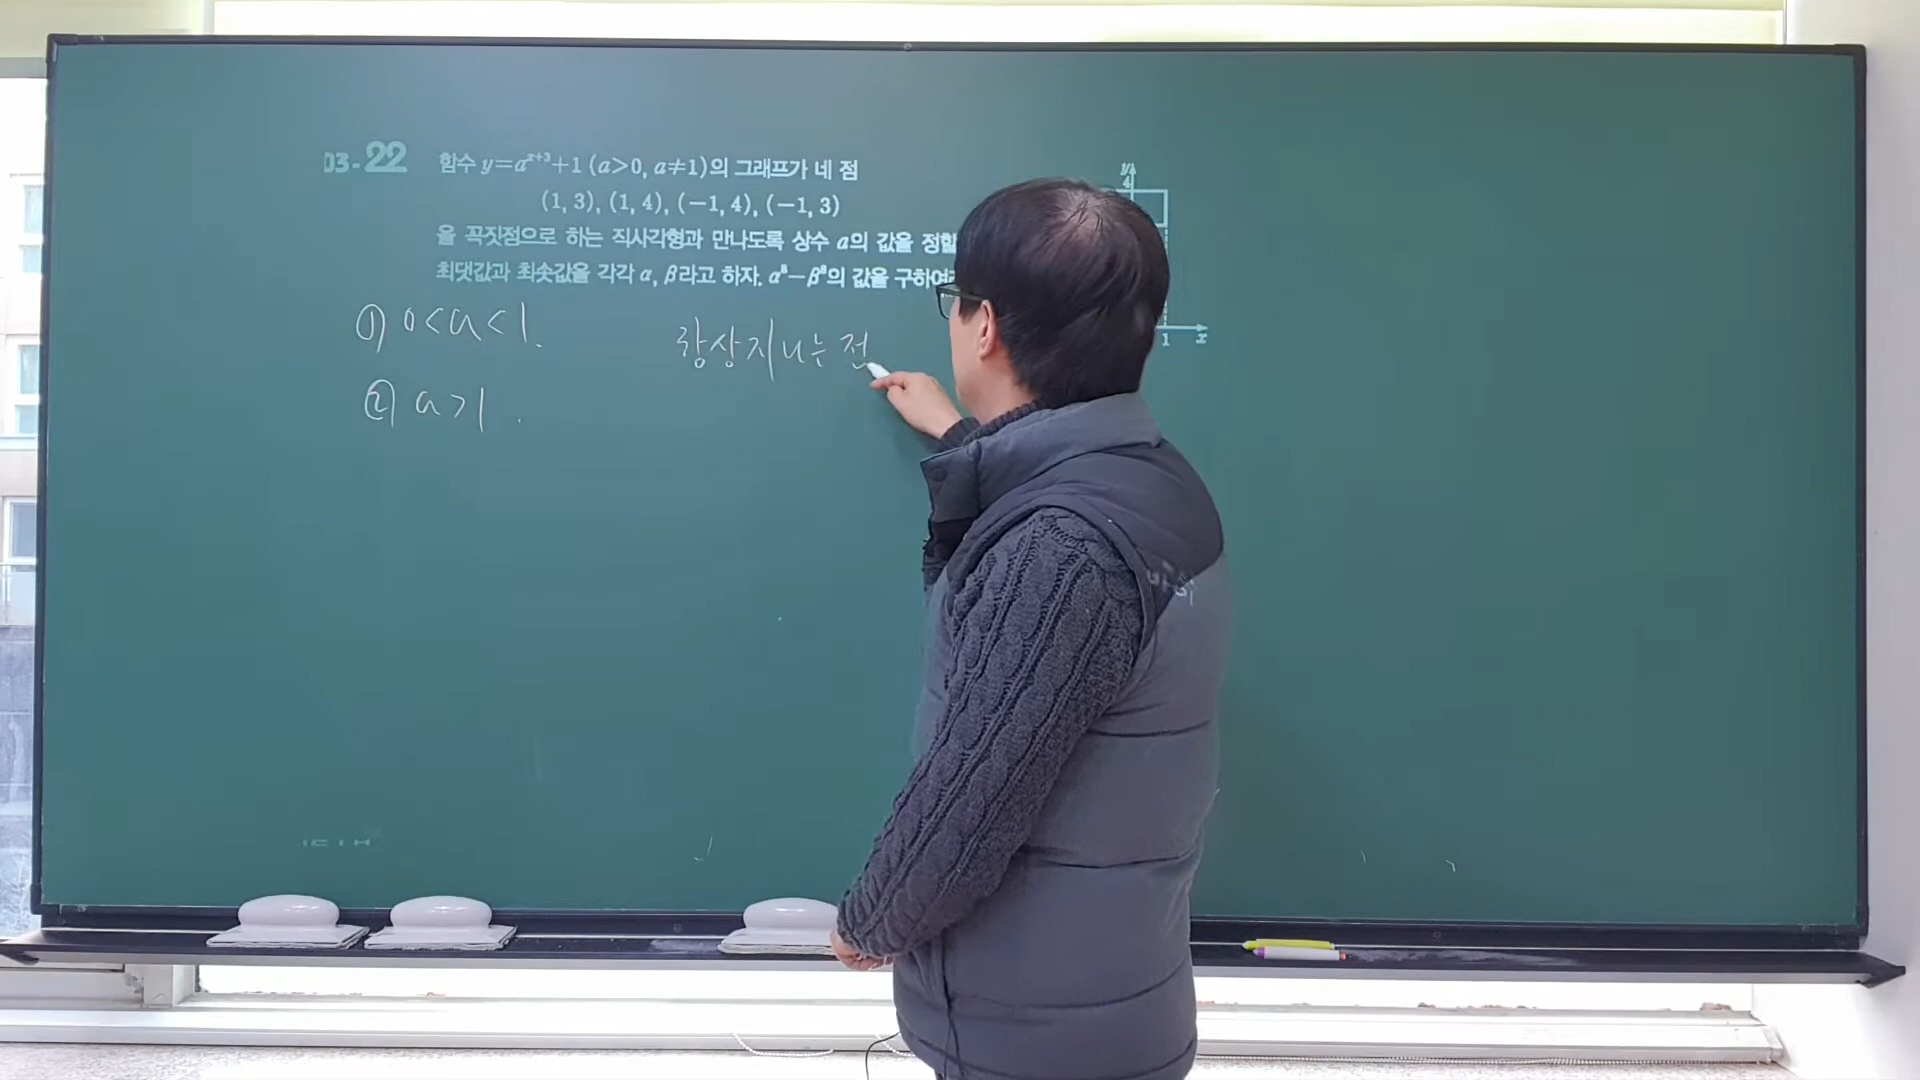 03-22 함수 y=a^{x+3}+1 (a>0, a≠1)의 그래프가 네 점
(1, 3), (1, 4), (-1, 4), (-1, 3)
을 꼭짓점으로 하는 직사각형과 만나도록 상수 a의 값을 정할
최댓값과 최솟값을 각각 α, β라고 하자. α^8-β^8의 값을 구하여
① 0<a<1.
② a>1.
항상지나는 점
y
4
1 x